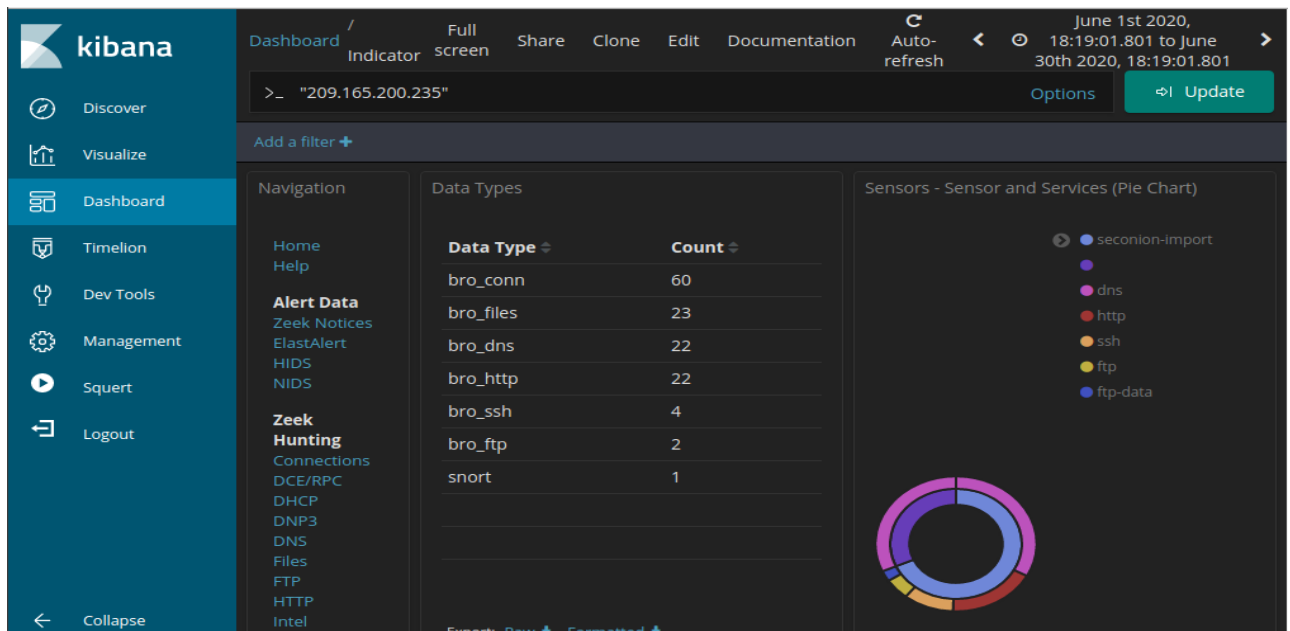 kibana
Discover
Visualize
Dashboard
Timelion
Dev Tools
Management
Squert
Logout
Collapse
Dashboard / Indicator
Full screen
Share
Clone
Edit
Documentation
Auto-refresh
June 1st 2020, 18:19:01.801 to June 30th 2020, 18:19:01.801
>_ "209.165.200.235"
Options
Update
Add a filter +
Navigation
Home
Help
Alert Data
Zeek Notices
ElastAlert
HIDS
NIDS
Zeek Hunting
Connections
DCE/RPC
DHCP
DNP3
DNS
Files
FTP
HTTP
Intel
Data Types
Data Type Count
bro_conn 60
bro_files 23
bro_dns 22
bro_http 22
bro_ssh 4
bro_ftp 2
snort 1
Export: Raw Formatted
Sensors - Sensor and Services (Pie Chart)
seconion-import
dns
http
ssh
ftp
ftp-data